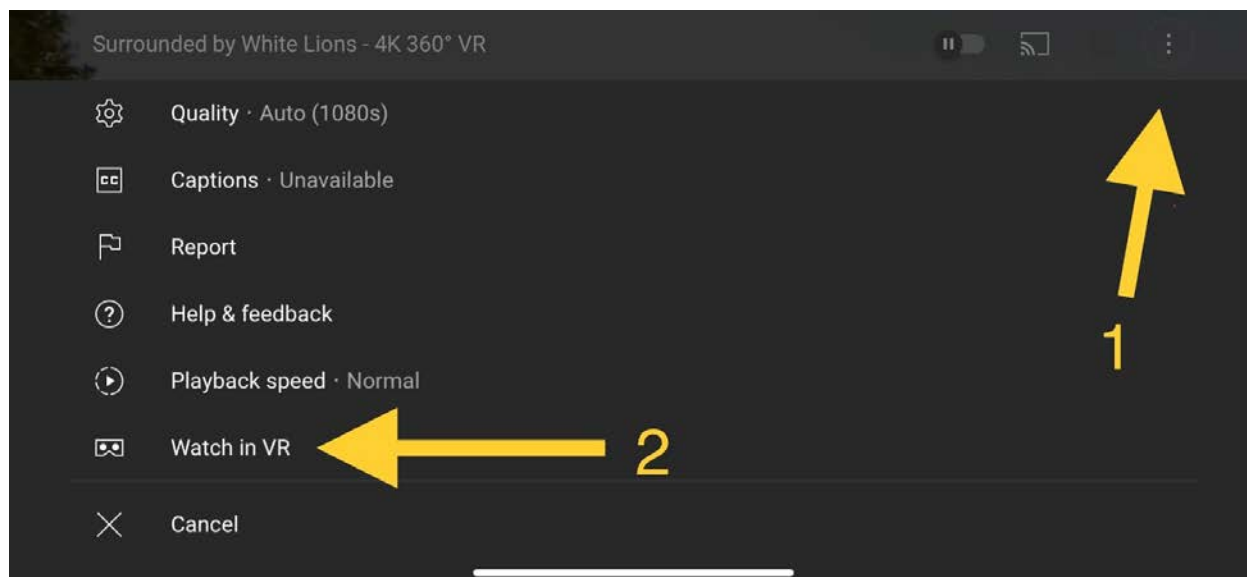 Surrounded by White Lions - 4K 360° VR
Quality · Auto (1080s)
CC Captions · Unavailable
Report
? Help & feedback
1
Playback speed · Normal
Watch in VR
2
Cancel